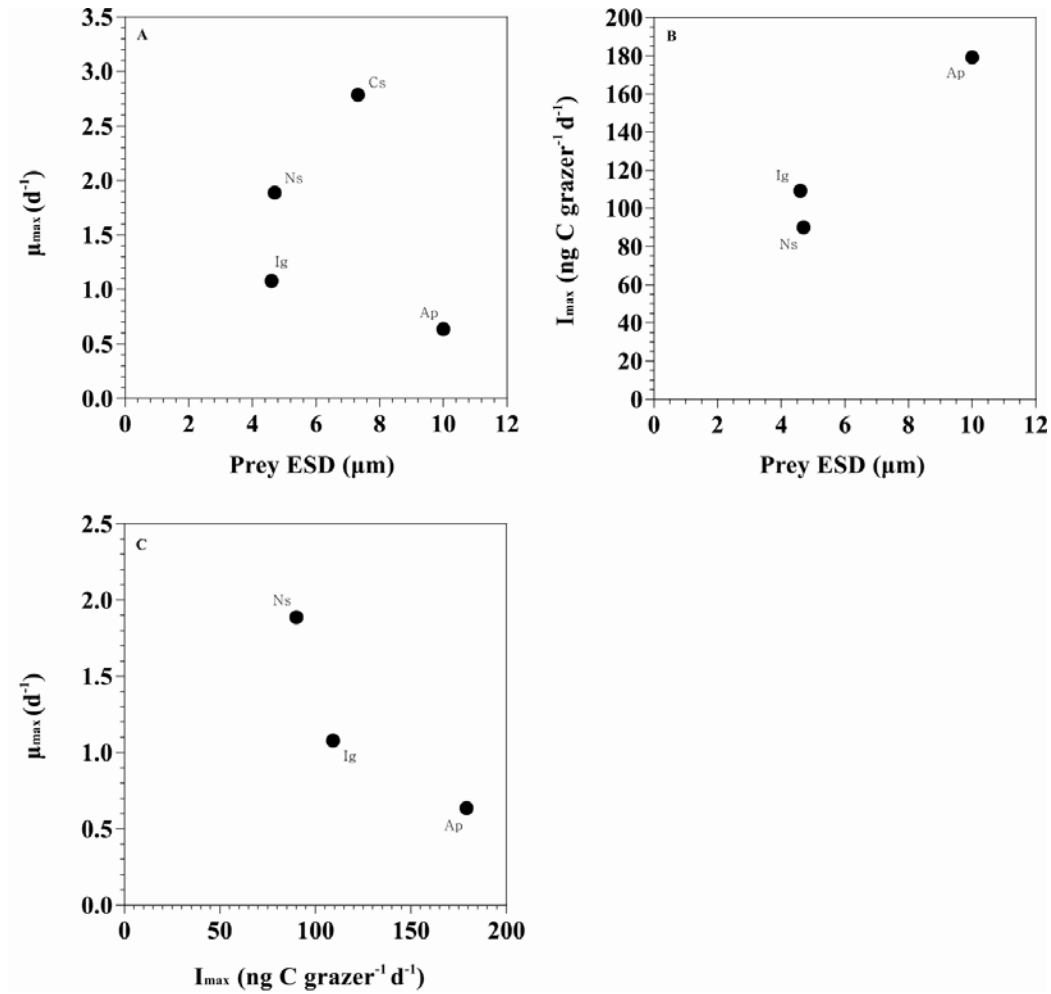 A
3.5
3.0
2.5
2.0
1.5
1.0
0.5
0.0
μmax (d-1)
Cs
Ns
Ig
Ap
0 2 4 6 8 10 12
Prey ESD (μm)
B
200
180
160
140
120
100
80
60
40
20
0
Imax (ng C grazer-1 d-1)
Ap
Ig
Ns
0 2 4 6 8 10 12
Prey ESD (μm)
C
2.5
2.0
1.5
1.0
0.5
0.0
μmax (d-1)
Ns
Ig
Ap
0 50 100 150 200
Imax (ng C grazer-1 d-1)